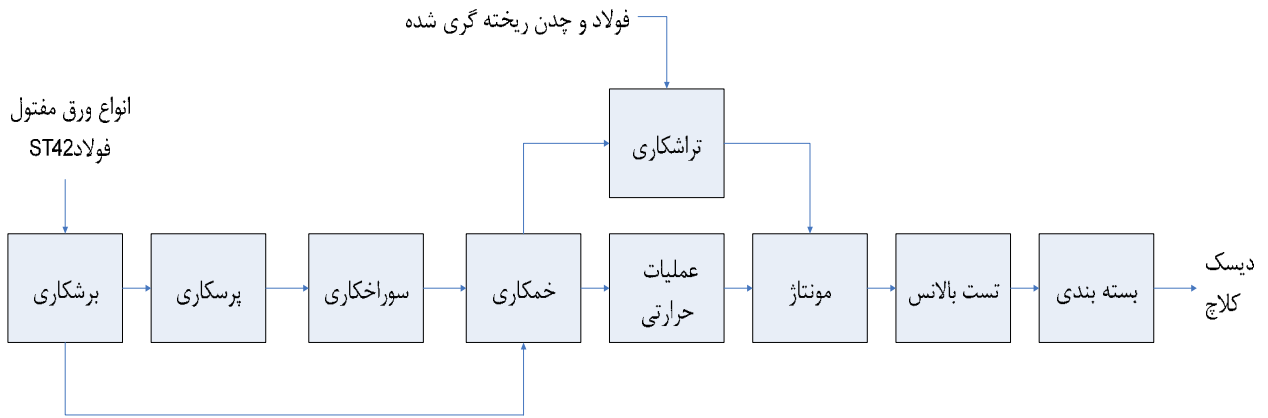 فولاد و چدن ریخته گری شده
انواع ورق مفتول
فولادST42
تراشکاری
برشکاری
پرسکاری
سوراخکاری
خمکاری
عملیات
حرارتی
مونتاژ
تست بالانس
بسته بندی
دیسک
کلاچ